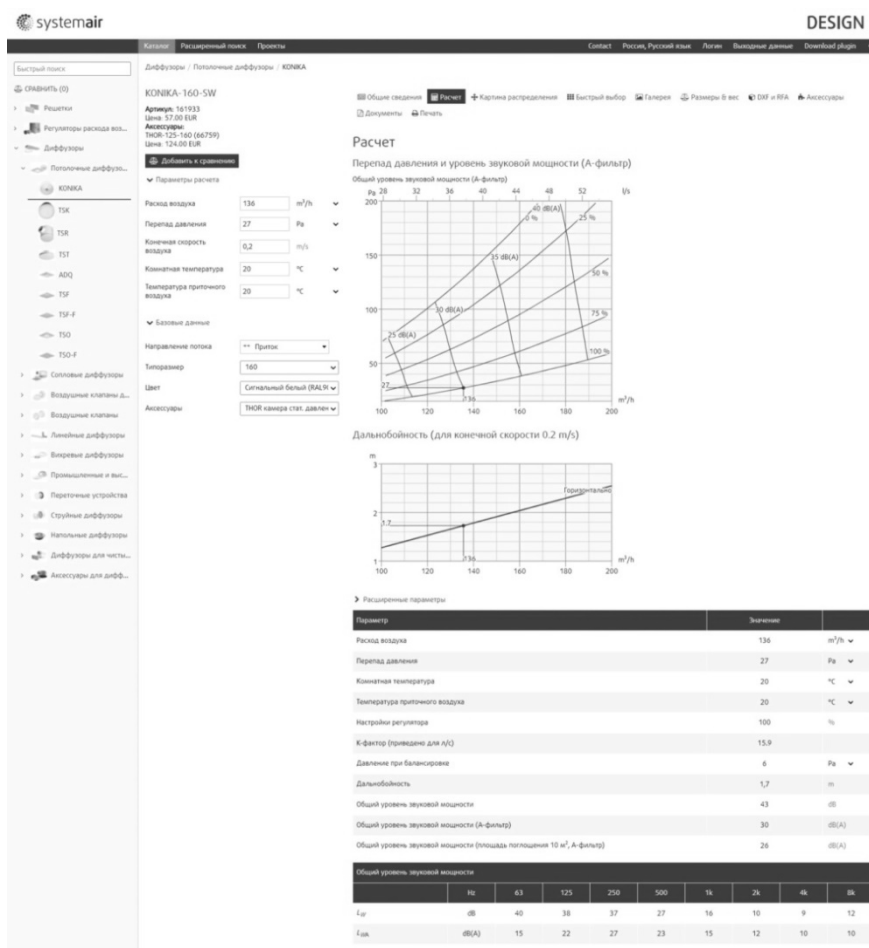 systemair
DESIGN
Каталог Расширенный поиск Проекты
Contact Россия, Русский язык Логин Выходные данные Download plugin
Быстрый поиск
СРАВНИТЬ (0)
Решетки
Регуляторы расхода воз...
Диффузоры
Потолочные диффузо...
KONIKA
TSK
TSR
TST
ADQ
TSF
TSF-F
TSO
TSO-F
Сопловые диффузоры
Воздушные клапаны д...
Воздушные клапаны
Линейные диффузоры
Вихревые диффузоры
Промышленные и выс...
Переточные устройства
Струйные диффузоры
Напольные диффузоры
Диффузоры для чисты...
Аксессуары для дифф...
Диффузоры / Потолочные диффузоры / KONIKA
KONIKA-160-SW
Артикул: 161933
Цена: 57.00 EUR
Аксессуары:
THOR-125-160 (66759)
Цена: 124.00 EUR
Добавить к сравнению
Параметры расчета
Расход воздуха 136 m³/h
Перепад давления 27 Pa
Конечная скорость воздуха 0,2 m/s
Комнатная температура 20 °C
Температура приточного воздуха 20 °C
Базовые данные
Направление потока Приток
Типоразмер 160
Цвет Сигнальный белый (RAL9(
Аксессуары THOR камера стат. давлен
Общие сведения Расчет Картина распределения Быстрый выбор Галерея Размеры & вес DXF и RFA Аксессуары
Документы Печать
Расчет
Перепад давления и уровень звуковой мощности (А-фильтр)
Общий уровень звуковой мощности (А-фильтр)
Pa 28 32 36 40 44 48 52 l/s
200
40 dB(A)
0 %
25 %
150
35 dB(A)
50 %
100
30 dB(A)
75 %
25 dB(A)
100 %
50
27
136
m³/h
100 120 140 160 180 200
Дальнобойность (для конечной скорости 0.2 m/s)
m
3
Горизонтально
2
1.7
1
136
m³/h
100 120 140 160 180 200
Расширенные параметры
Параметр Значение
Расход воздуха 136 m³/h
Перепад давления 27 Pa
Комнатная температура 20 °C
Температура приточного воздуха 20 °C
Настройки регулятора 100 %
К-фактор (приведено для л/с) 15,9
Давление при балансировке 6 Pa
Дальнобойность 1,7 m
Общий уровень звуковой мощности 43 dB
Общий уровень звуковой мощности (А-фильтр) 30 dB(A)
Общий уровень звуковой мощности (площадь поглощения 10 м², А-фильтр) 26 dB(A)
Общий уровень звуковой мощности
Hz 63 125 250 500 1k 2k 4k 8k
dB 40 38 37 27 16 10 9 12
dB(A) 15 22 27 23 15 12 10 10